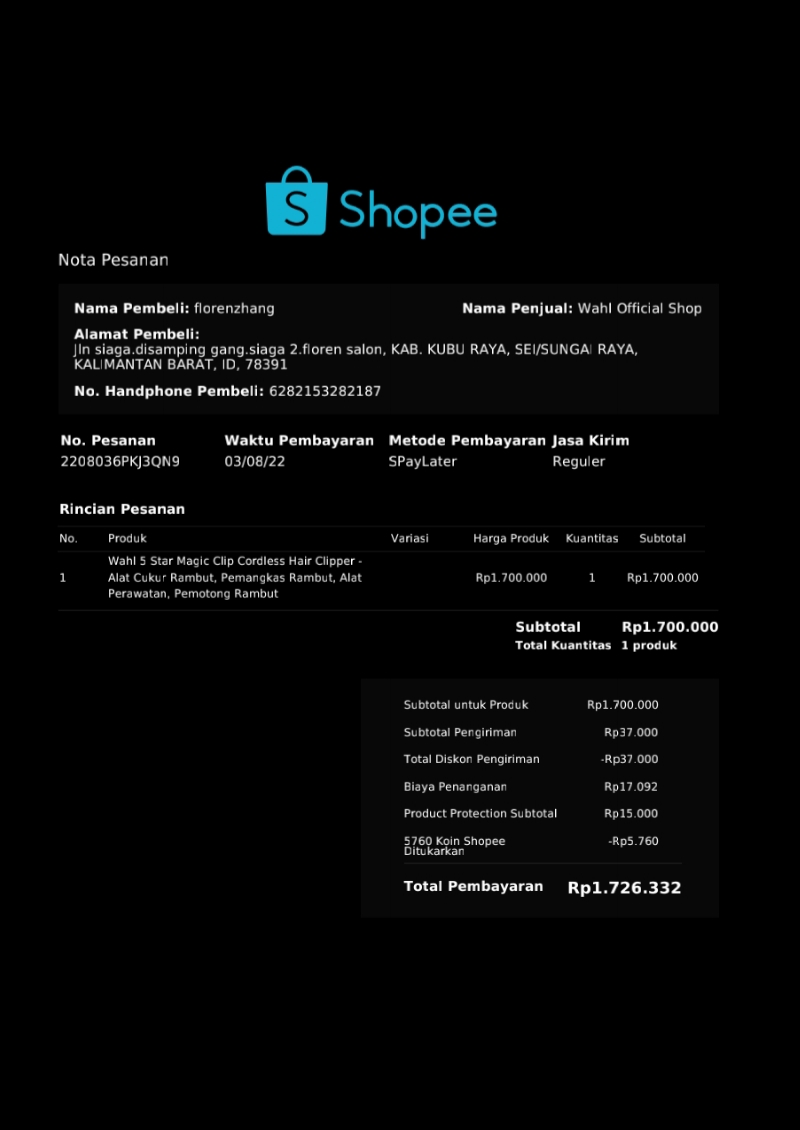 S Shopee
Nota Pesanan
Nama Pembeli: florenzhang Nama Penjual: Wahl Official Shop
Alamat Pembeli:
Jln siaga.disamping gang.siaga 2.floren salon, KAB. KUBU RAYA, SEI/SUNGAI RAYA,
KALIMANTAN BARAT, ID, 78391
No. Handphone Pembeli: 6282153282187
No. Pesanan Waktu Pembayaran Metode Pembayaran Jasa Kirim
2208036PKJ3QN9 03/08/22 SPayLater Reguler
Rincian Pesanan
No. Produk Variasi Harga Produk Kuantitas Subtotal
Wahl 5 Star Magic Clip Cordless Hair Clipper -
1 Alat Cukur Rambut, Pemangkas Rambut, Alat Rp1.700.000 1 Rp1.700.000
Perawatan, Pemotong Rambut
Subtotal Rp1.700.000
Total Kuantitas 1 produk
Subtotal untuk Produk Rp1.700.000
Subtotal Pengiriman Rp37.000
Total Diskon Pengiriman -Rp37.000
Biaya Penanganan Rp17.092
Product Protection Subtotal Rp15.000
5760 Koin Shopee -Rp5.760
Ditukarkan
Total Pembayaran Rp1.726.332